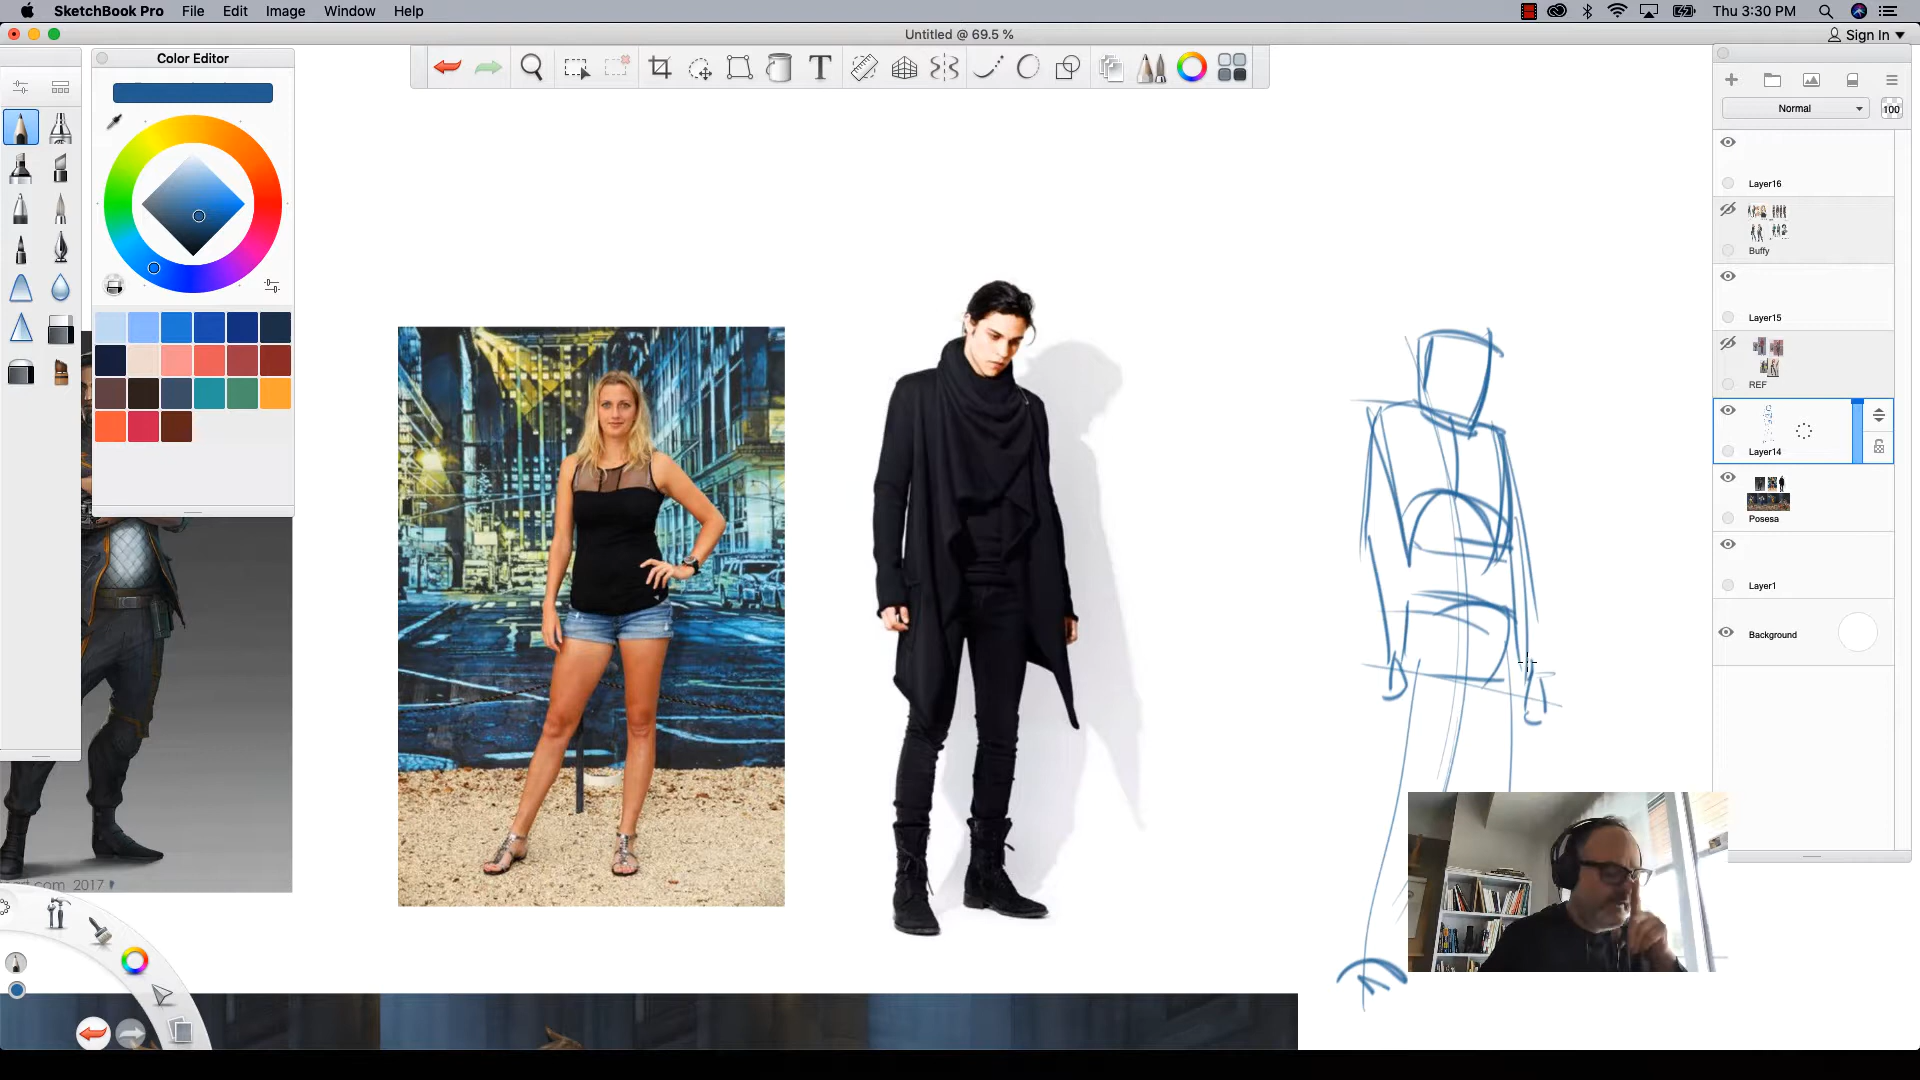 SketchBook Pro File Edit Image Window Help
Thu 3:30 PM
Untitled @ 69.5 %
Sign In
Color Editor
T
Normal
100
Layer16
Buffy
Layer15
REF
Layer14
Posesa
Layer1
Background
2017